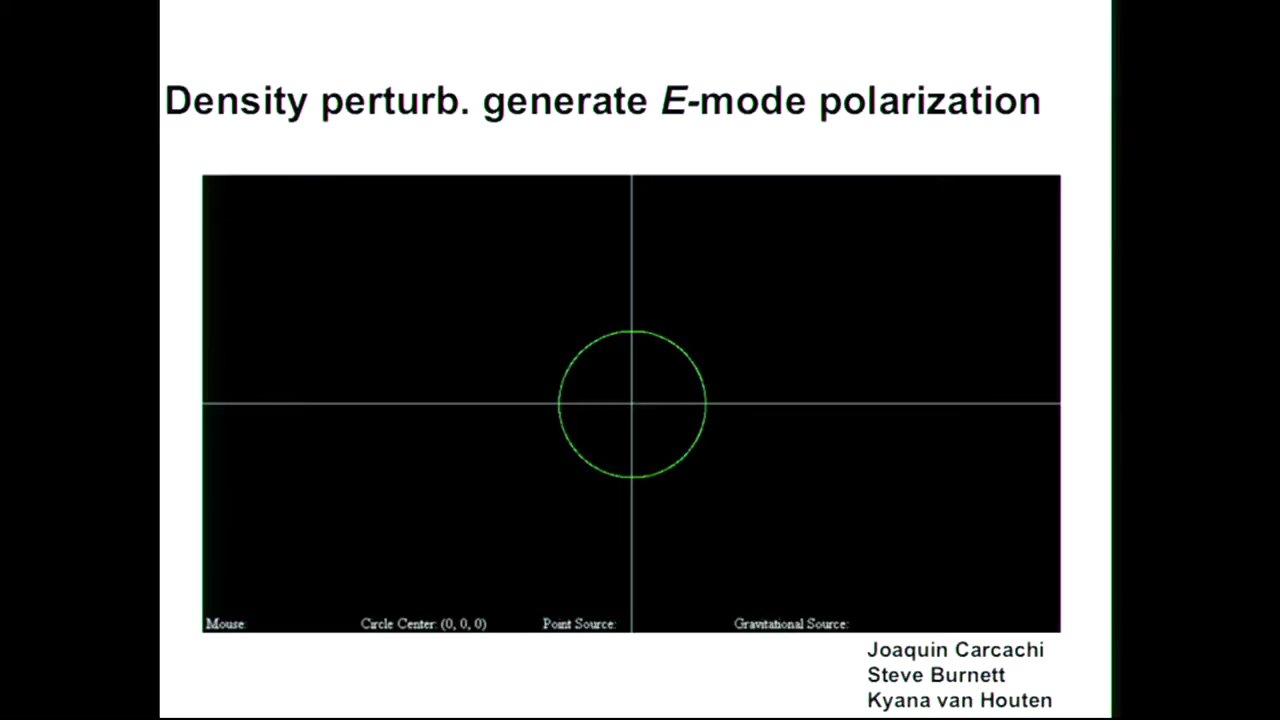 Density perturb. generate E-mode polarization
Mouse: Circle Center: (0, 0, 0) Point Source: Gravitational Source:
Joaquin Carcachi
Steve Burnett
Kyana van Houten